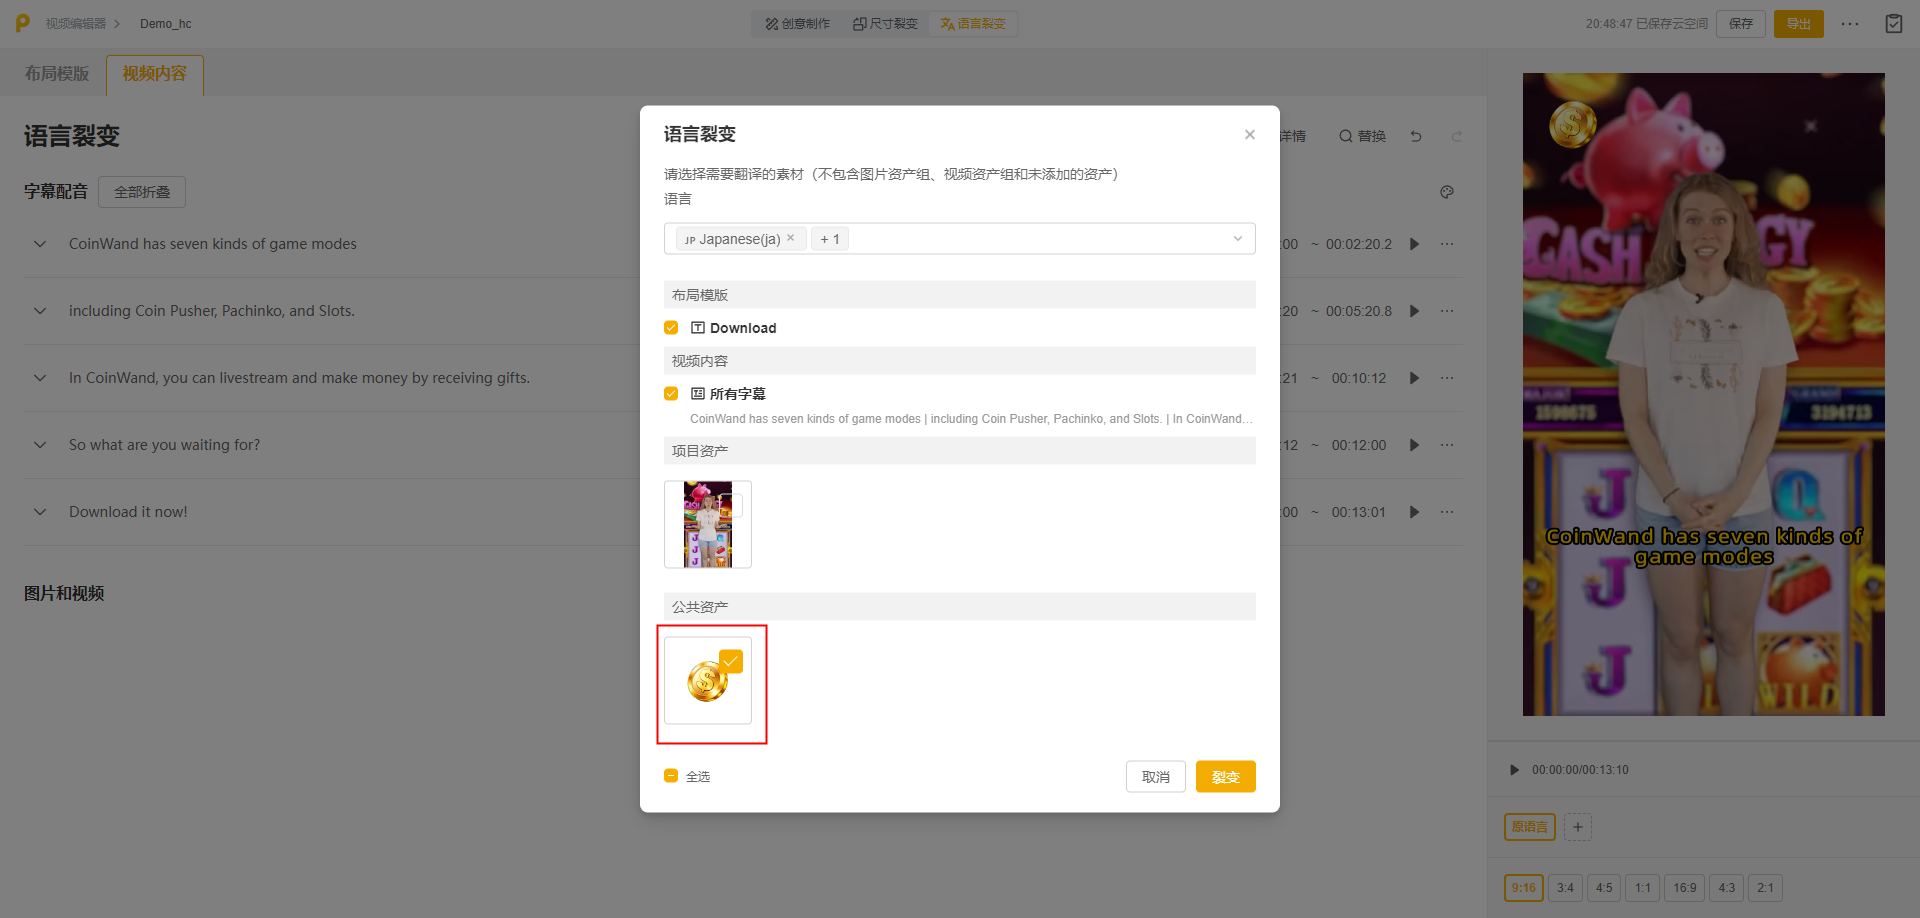 视频编辑器
Demo_hc
创意制作
尺寸裂变
语言裂变
20:48:47 已保存云空间
保存
导出
布局模版
视频内容
语言裂变
详情
替换
字幕配音
全部折叠
CoinWand has seven kinds of game modes
:00 ~ 00:02:20.2
including Coin Pusher, Pachinko, and Slots.
:20 ~ 00:05:20.8
In CoinWand, you can livestream and make money by receiving gifts.
:21 ~ 00:10:12
So what are you waiting for?
:12 ~ 00:12:00
Download it now!
:00 ~ 00:13:01
图片和视频
语言裂变
请选择需要翻译的素材（不包含图片资产组、视频资产组和未添加的资产）
语言
JP Japanese(ja)
+ 1
布局模版
Download
视频内容
所有字幕
CoinWand has seven kinds of game modes | including Coin Pusher, Pachinko, and Slots. | In CoinWand...
项目资产
公共资产
全选
取消
裂变
CASH
GY
MAJOR
1598675
GRAND
3194713
CoinWand has seven kinds of
game modes
WILD
00:00:00/00:13:10
原语言
+
9:16
3:4
4:5
1:1
16:9
4:3
2:1